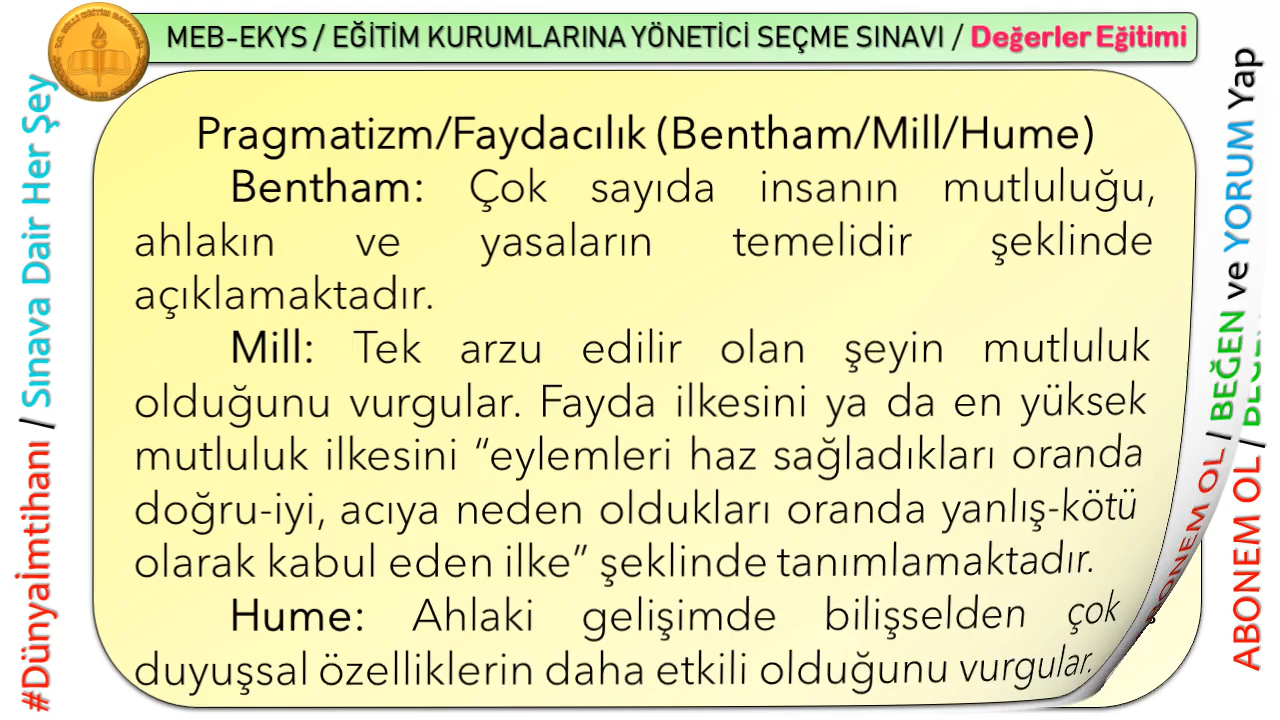 MEB-EKYS / EĞİTİM KURUMLARINA YÖNETİCİ SEÇME SINAVI / Değerler Eğitimi
#Dünyaİmtihanı / Sınava Dair Her Şey
Pragmatizm/Faydacılık (Bentham/Mill/Hume)
Bentham: Çok sayıda insanın mutluluğu,
ahlakın ve yasaların temelidir şeklinde
açıklamaktadır.
Mill: Tek arzu edilir olan şeyin mutluluk
olduğunu vurgular. Fayda ilkesini ya da en yüksek
mutluluk ilkesini “eylemleri haz sağladıkları oranda
doğru-iyi, acıya neden oldukları oranda yanlış-kötü
olarak kabul eden ilke” şeklinde tanımlamaktadır.
Hume: Ahlaki gelişimde bilişselden çok
duyuşsal özelliklerin daha etkili olduğunu vurgular.
ABONEM OL / BEĞEN ve YORUM Yap